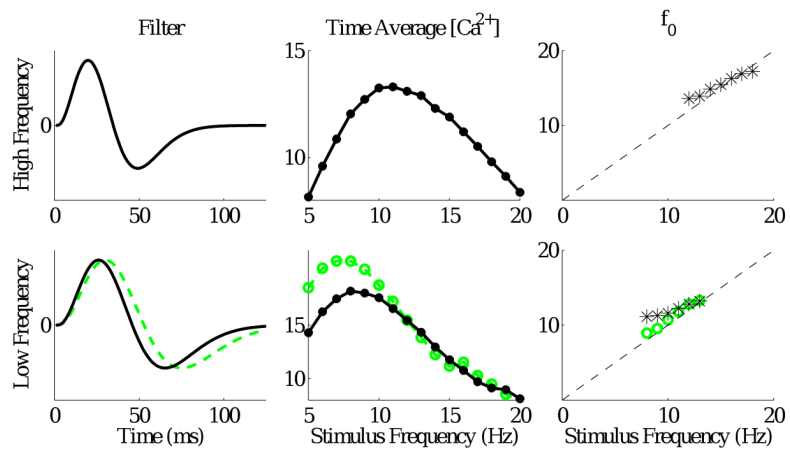 Filter
Time Average [Ca2+]
f0
High Frequency
0
0 50 100
15
10
5 10 15 20
20
10
0 10 20
Low Frequency
0
0 50 100
Time (ms)
15
10
5 10 15 20
Stimulus Frequency (Hz)
20
10
0 10 20
Stimulus Frequency (Hz)